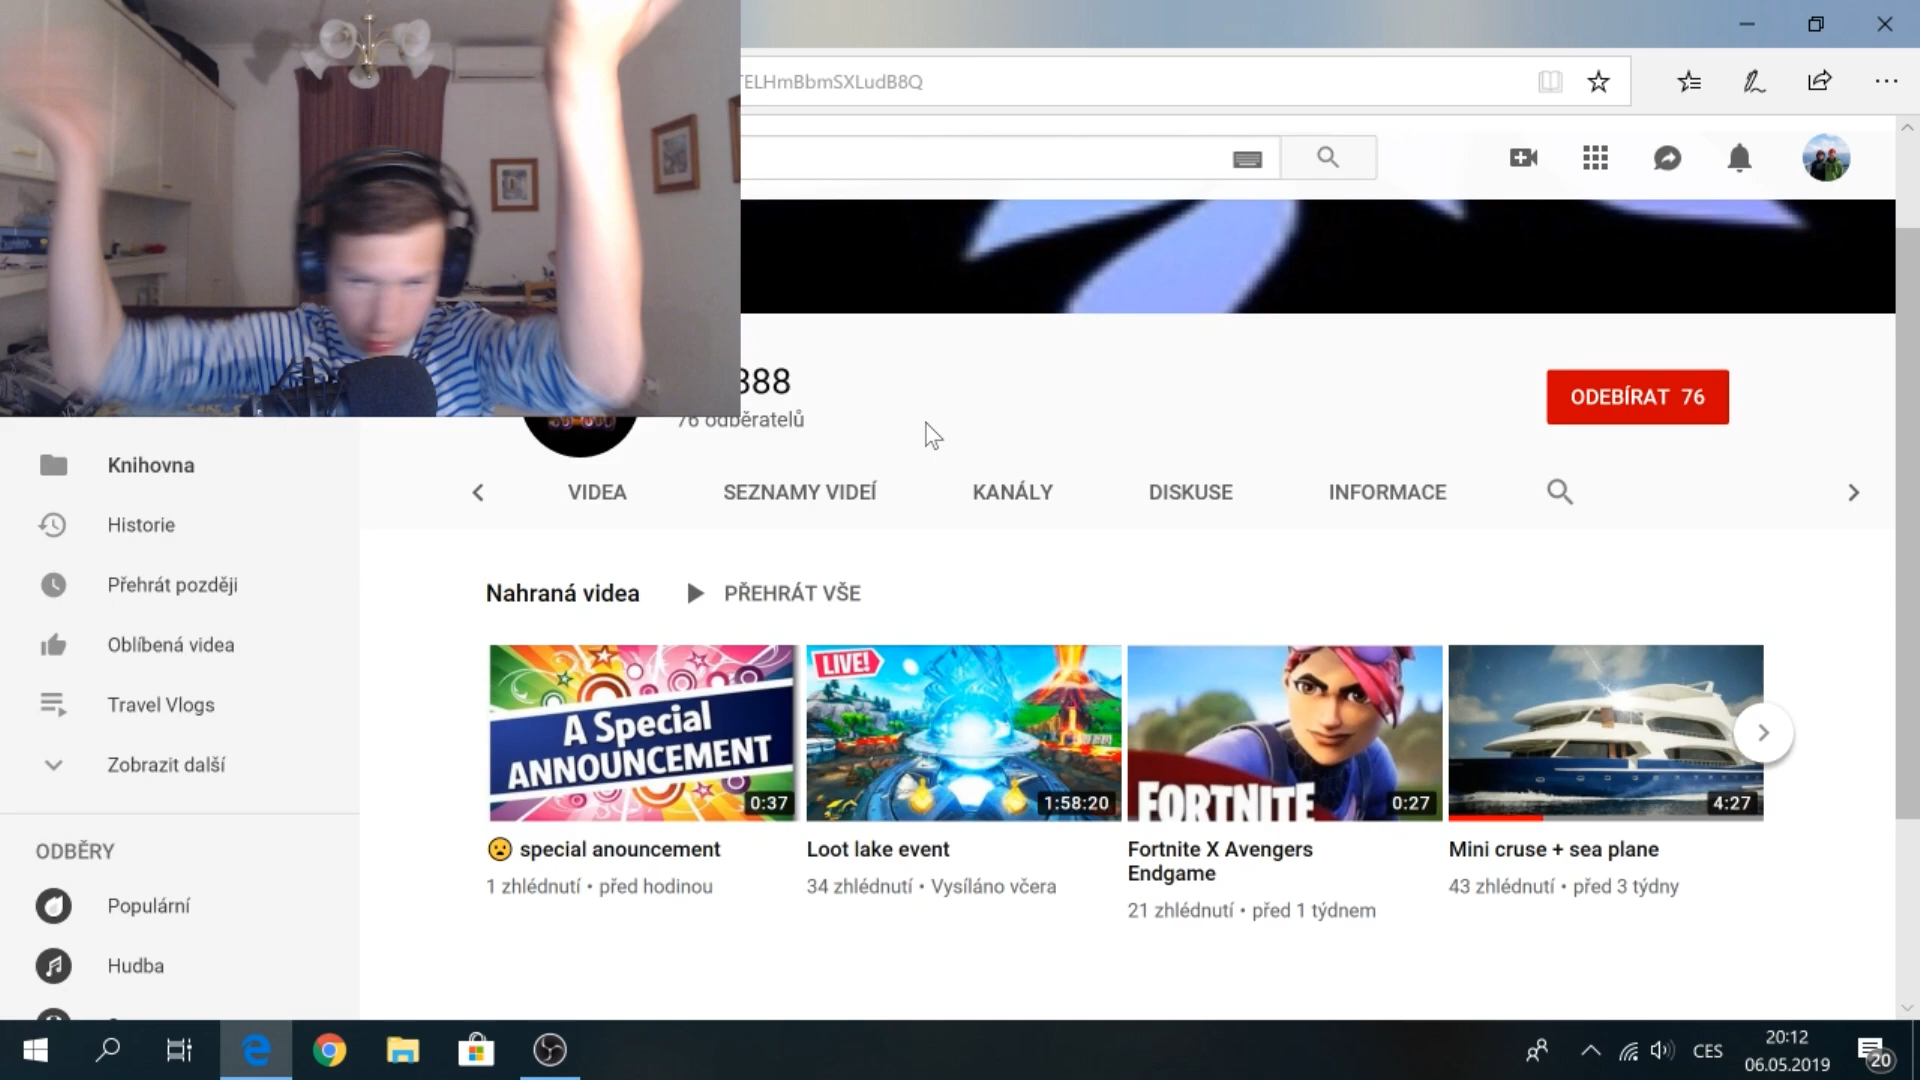 ELHmBbmSXLudB8Q
888
76 odběratelů
ODEBÍRAT 76
VIDEA
SEZNAMY VIDEÍ
KANÁLY
DISKUSE
INFORMACE
Knihovna
Historie
Přehrát později
Oblíbená videa
Travel Vlogs
Zobrazit další
ODBĚRY
Populární
Hudba
Nahraná videa
PŘEHRÁT VŠE
A Special
ANNOUNCEMENT
0:37
😦 special anouncement
1 zhlédnutí • před hodinou
LIVE!
1:58:20
Loot lake event
34 zhlédnutí • Vysíláno včera
FORTNITE
0:27
Fortnite X Avengers
Endgame
21 zhlédnutí • před 1 týdnem
4:27
Mini cruse + sea plane
43 zhlédnutí • před 3 týdny
CES
20:12
06.05.2019
20